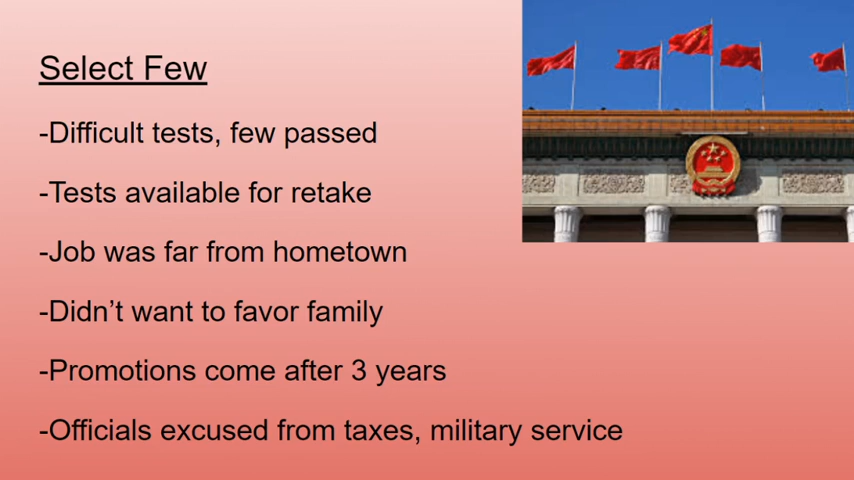 Select Few
-Difficult tests, few passed
-Tests available for retake
-Job was far from hometown
-Didn’t want to favor family
-Promotions come after 3 years
-Officials excused from taxes, military service